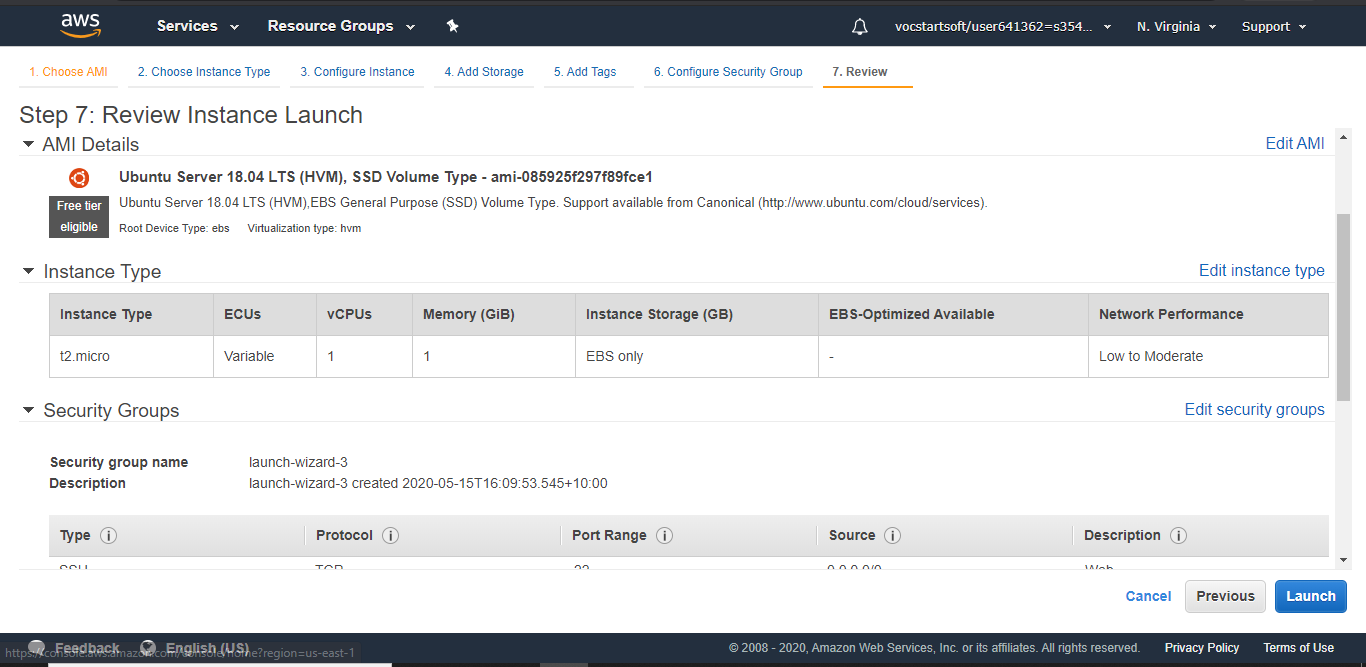 aws
Services Resource Groups vocstartsoft/user641362=s354... N. Virginia Support
1. Choose AMI 2. Choose Instance Type 3. Configure Instance 4. Add Storage 5. Add Tags 6. Configure Security Group 7. Review
Step 7: Review Instance Launch
AMI Details Edit AMI
Ubuntu Server 18.04 LTS (HVM), SSD Volume Type - ami-085925f297f89fce1
Free tier eligible
Ubuntu Server 18.04 LTS (HVM),EBS General Purpose (SSD) Volume Type. Support available from Canonical (http://www.ubuntu.com/cloud/services).
Root Device Type: ebs Virtualization type: hvm
Instance Type Edit instance type
Instance Type ECUs vCPUs Memory (GiB) Instance Storage (GB) EBS-Optimized Available Network Performance
t2.micro Variable 1 1 EBS only - Low to Moderate
Security Groups Edit security groups
Security group name launch-wizard-3
Description launch-wizard-3 created 2020-05-15T16:09:53.545+10:00
Type Protocol Port Range Source Description
SSH TCP 22 0.0.0.0/0 Web
Cancel Previous Launch
Feedback English (US) © 2008 - 2020, Amazon Web Services, Inc. or its affiliates. All rights reserved. Privacy Policy Terms of Use
https://console.aws.amazon.com/console/home?region=us-east-1